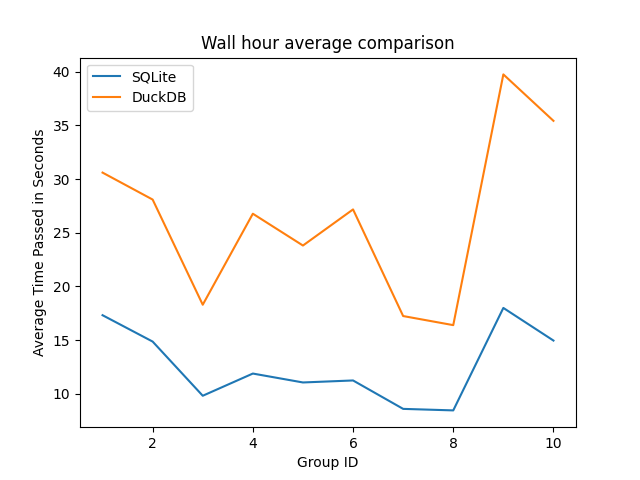 Wall hour average comparison
SQLite
DuckDB
Average Time Passed in Seconds
40
35
30
25
20
15
10
2 4 6 8 10
Group ID